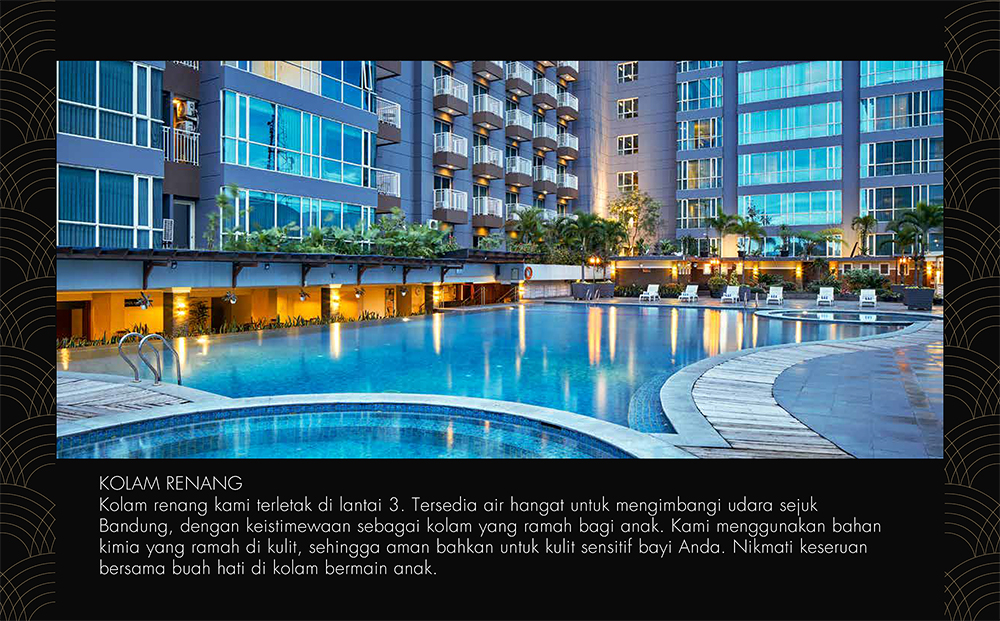 KOLAM RENANG
Kolam renang kami terletak di lantai 3. Tersedia air hangat untuk mengimbangi udara sejuk
Bandung, dengan keistimewaan sebagai kolam yang ramah bagi anak. Kami menggunakan bahan
kimia yang ramah di kulit, sehingga aman bahkan untuk kulit sensitif bayi Anda. Nikmati keseruan
bersama buah hati di kolam bermain anak.